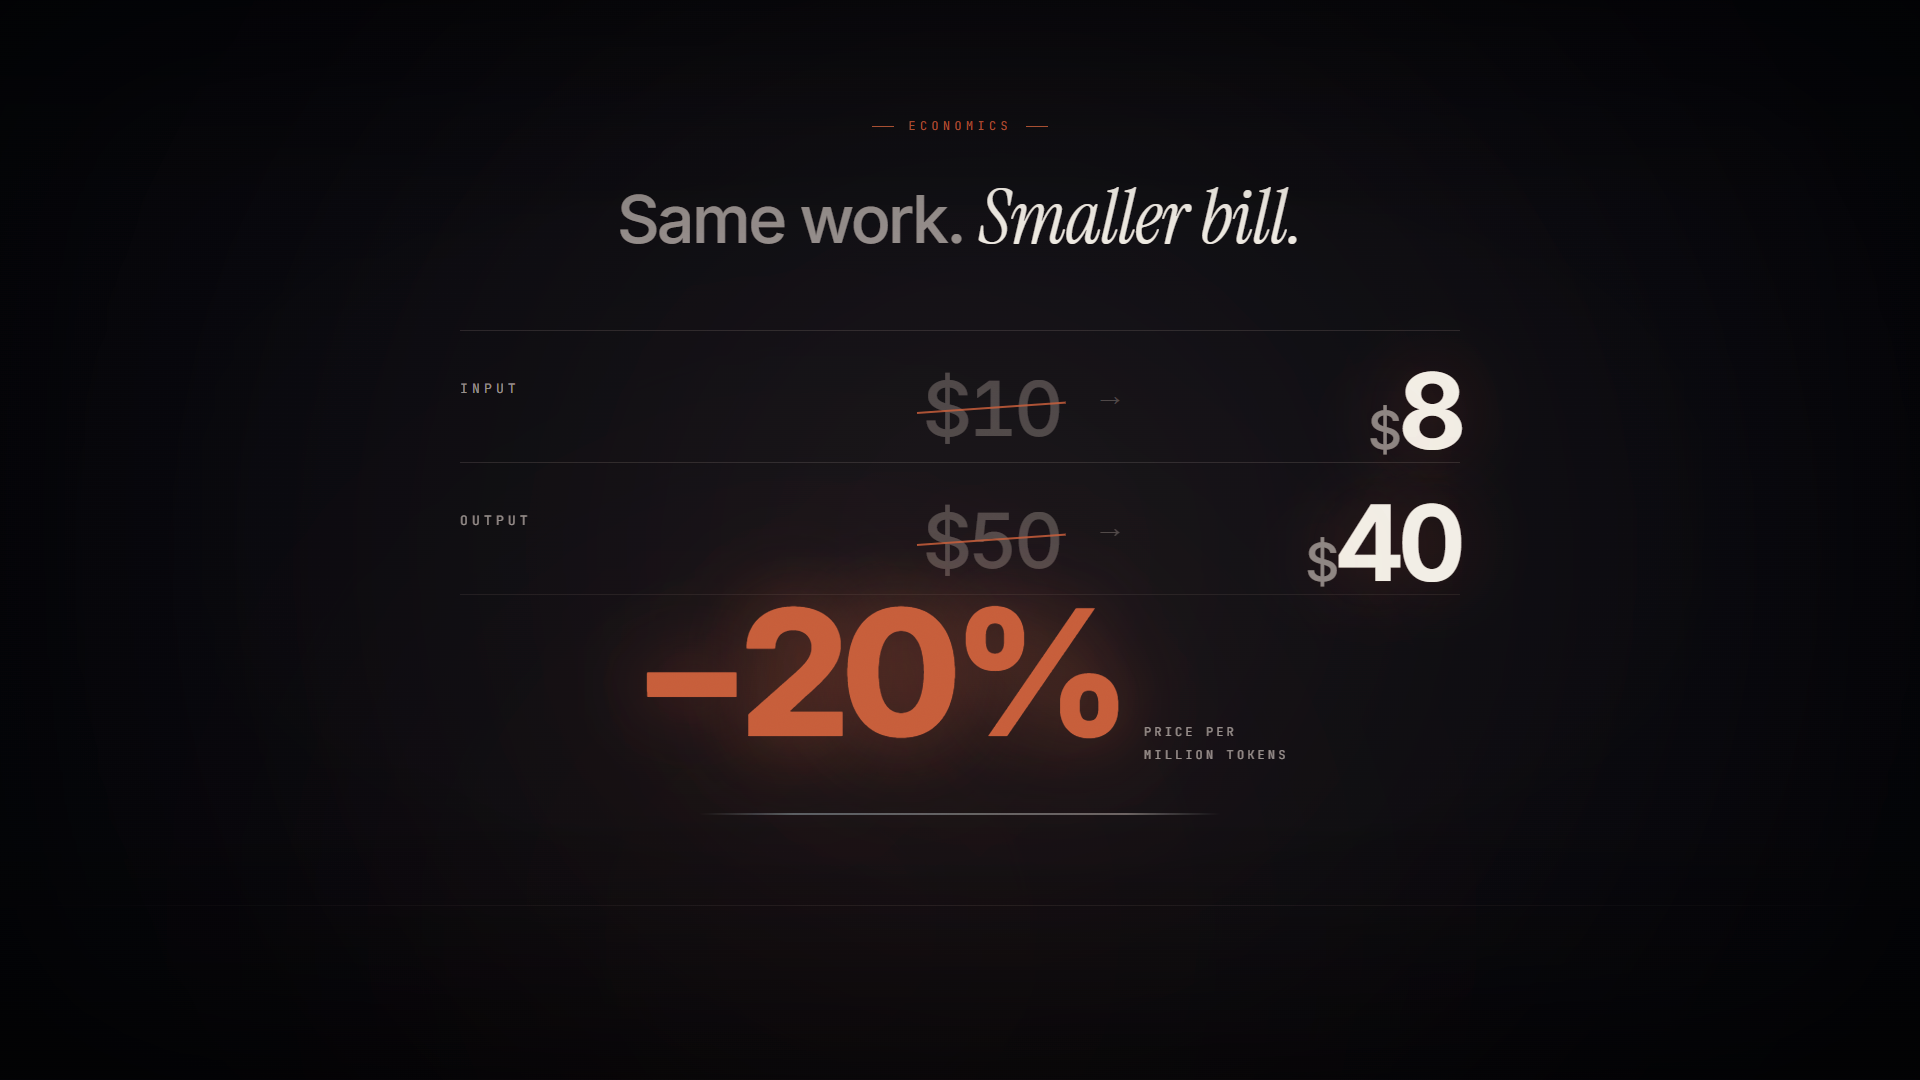 ECONOMICS
Same work. Smaller bill.
INPUT $10 → $8
OUTPUT $50 → $40
–20%
PRICE PER
MILLION TOKENS